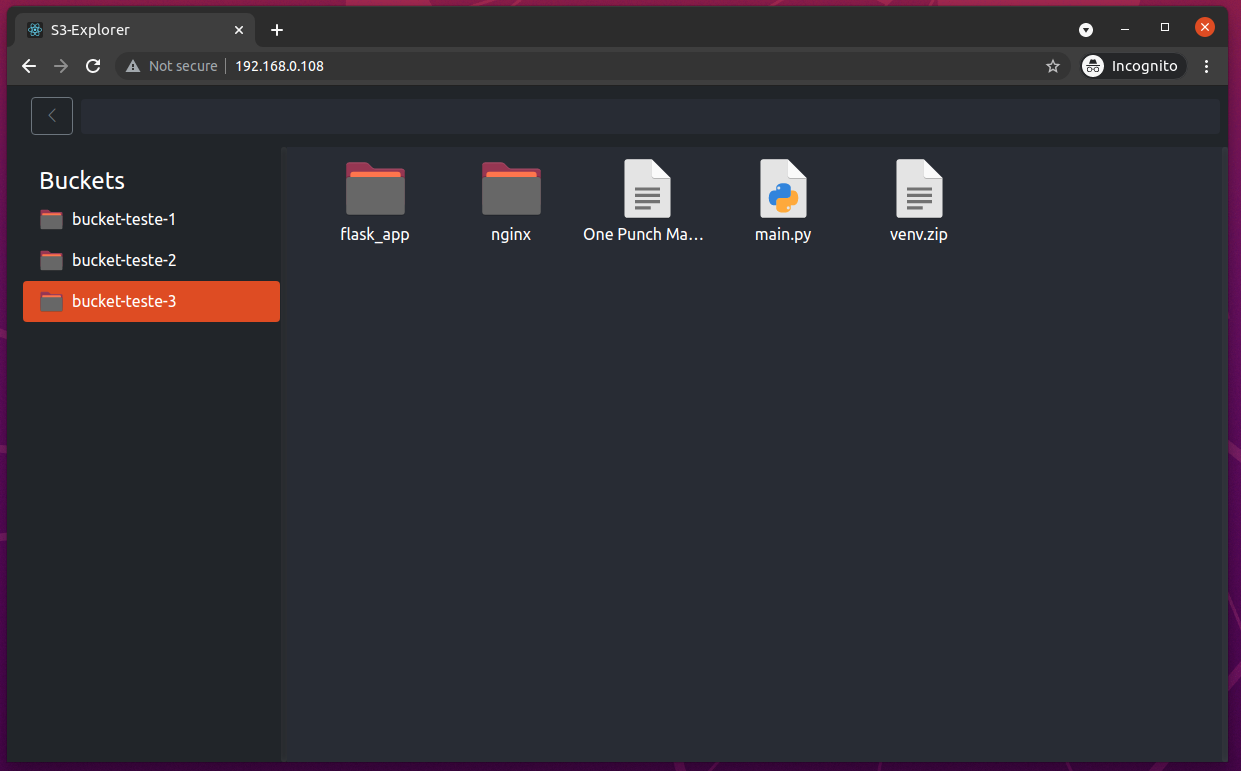 S3-Explorer
Not secure
192.168.0.108
Incognito
Buckets
bucket-teste-1
bucket-teste-2
bucket-teste-3
flask_app
nginx
One Punch Ma…
main.py
venv.zip